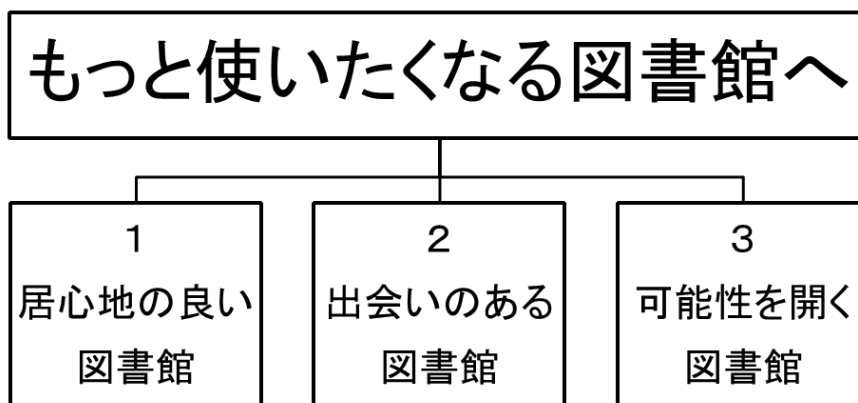 もっと使いたくなる図書館へ
1
居心地の良い
図書館
2
出会いのある
図書館
3
可能性を開く
図書館